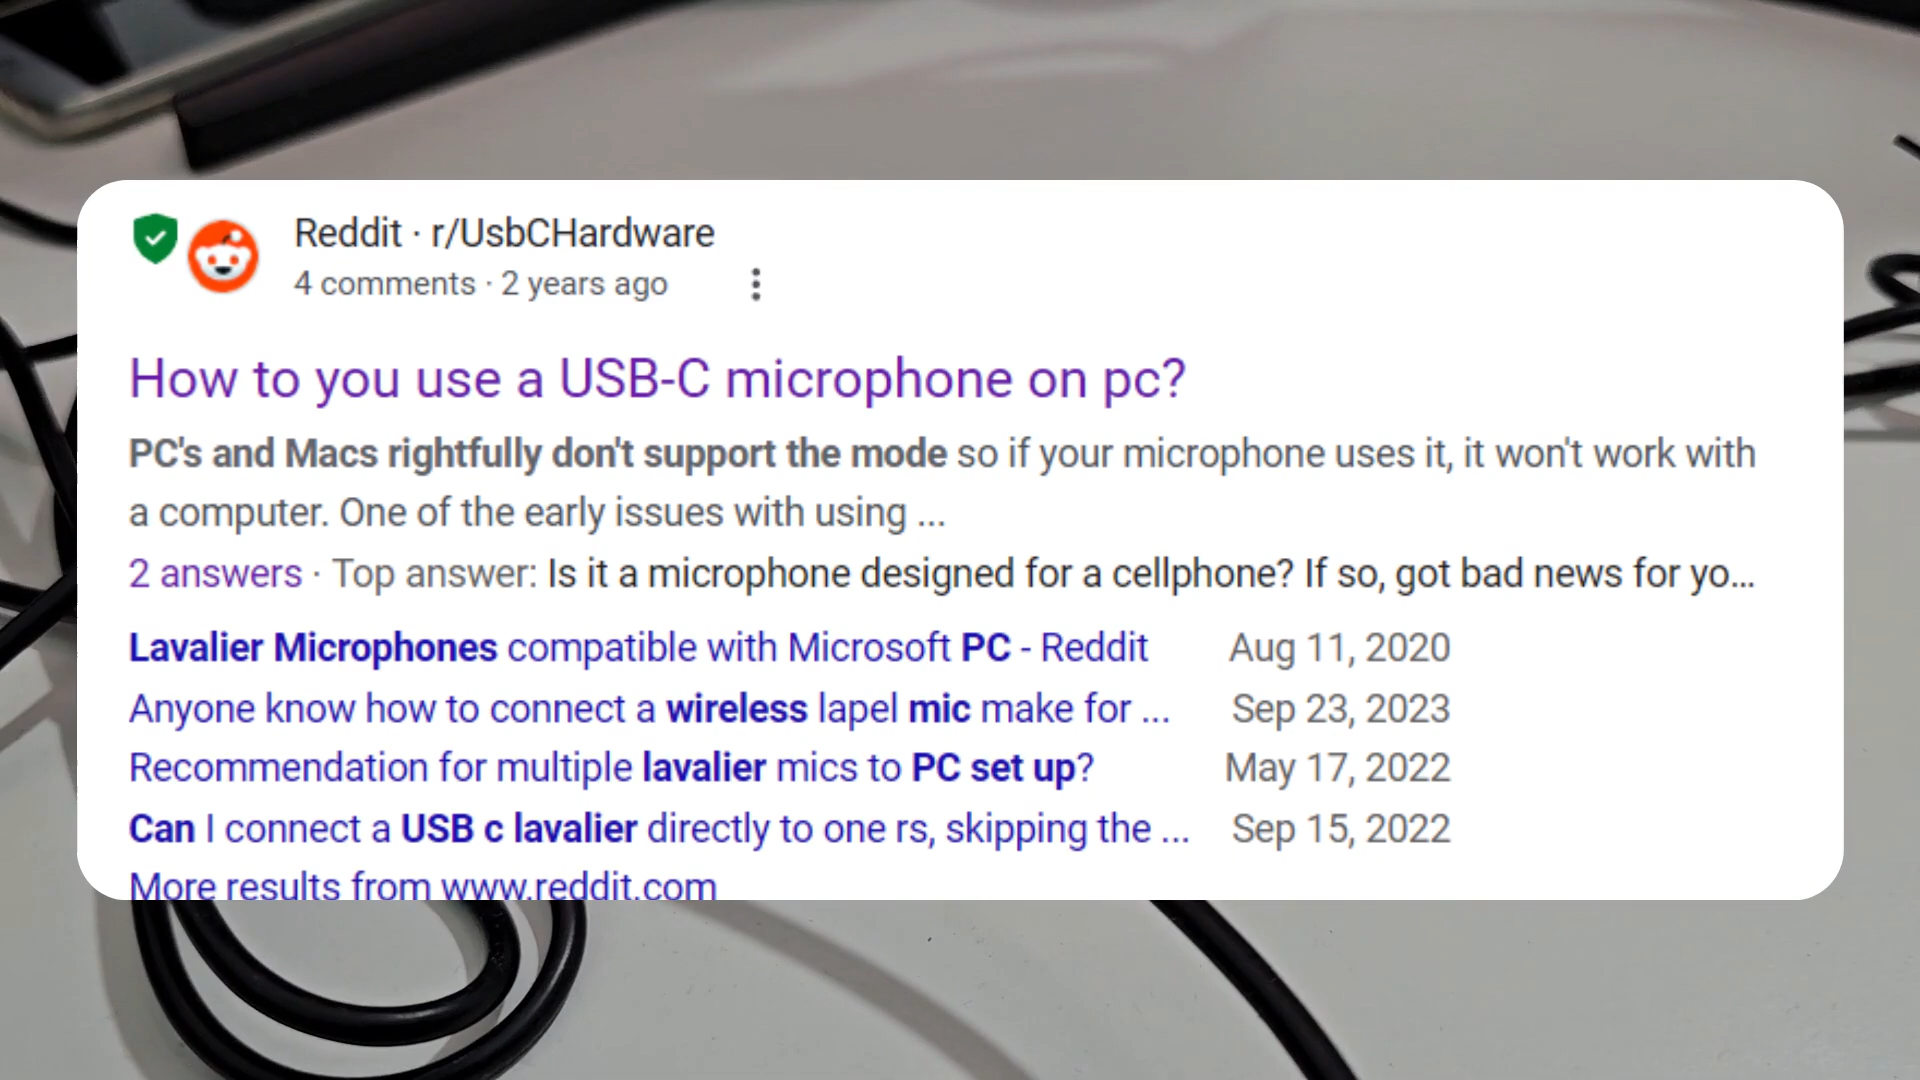 Reddit · r/UsbCHardware
4 comments · 2 years ago
How to you use a USB-C microphone on pc?
PC's and Macs rightfully don't support the mode so if your microphone uses it, it won't work with
a computer. One of the early issues with using ...
2 answers · Top answer: Is it a microphone designed for a cellphone? If so, got bad news for yo...
Lavalier Microphones compatible with Microsoft PC - Reddit Aug 11, 2020
Anyone know how to connect a wireless lapel mic make for ... Sep 23, 2023
Recommendation for multiple lavalier mics to PC set up? May 17, 2022
Can I connect a USB c lavalier directly to one rs, skipping the ... Sep 15, 2022
More results from www.reddit.com